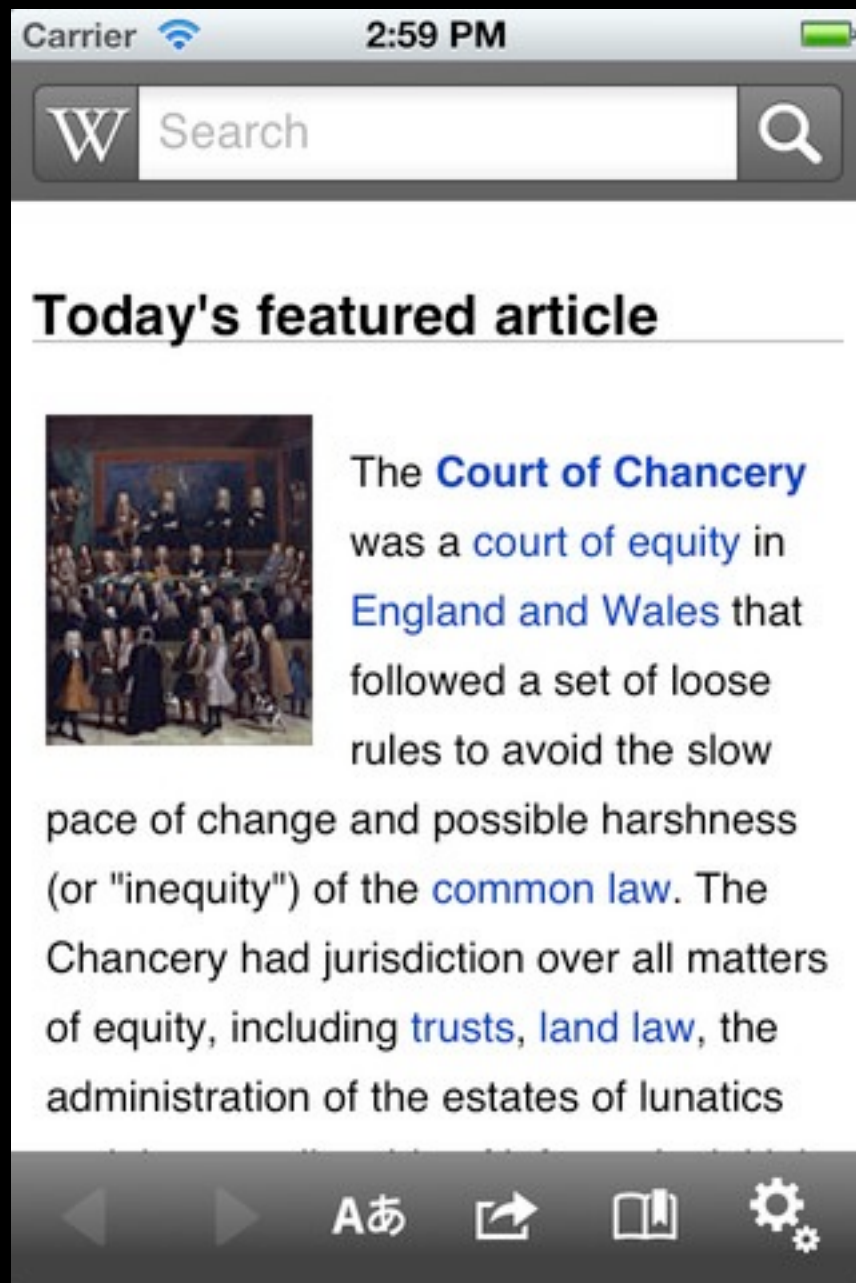 Carrier 2:59 PM
W Search
Today's featured article
The Court of Chancery
was a court of equity in
England and Wales that
followed a set of loose
rules to avoid the slow
pace of change and possible harshness
(or "inequity") of the common law. The
Chancery had jurisdiction over all matters
of equity, including trusts, land law, the
administration of the estates of lunatics
Aあ